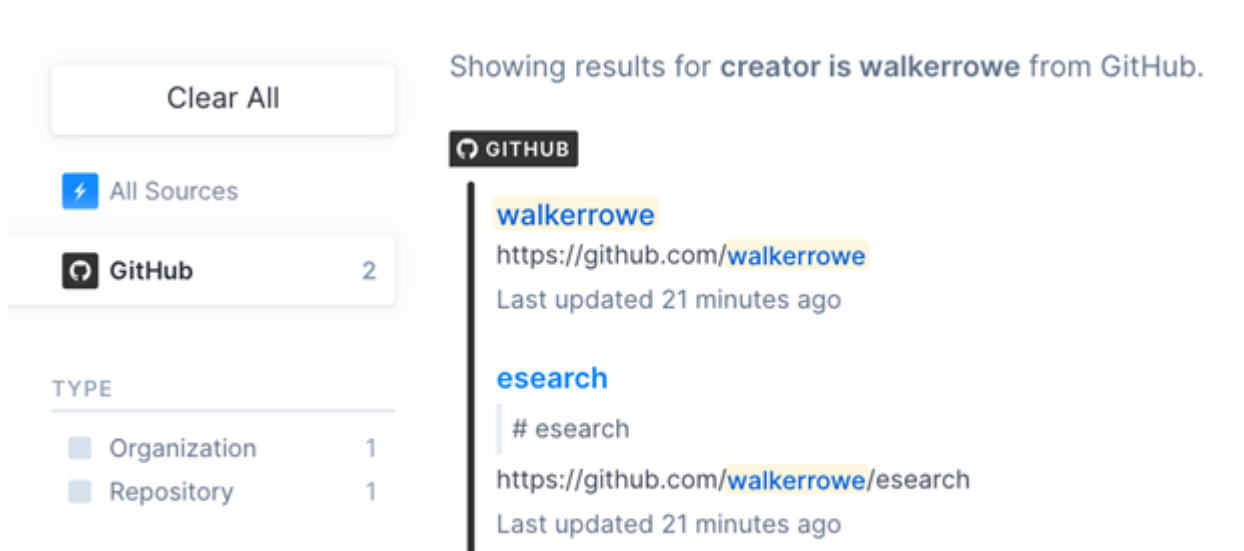 Clear All
All Sources
GitHub 2
TYPE
Organization 1
Repository 1
Showing results for creator is walkerrowe from GitHub.
GITHUB
walkerrowe
https://github.com/walkerrowe
Last updated 21 minutes ago
esearch
# esearch
https://github.com/walkerrowe/esearch
Last updated 21 minutes ago